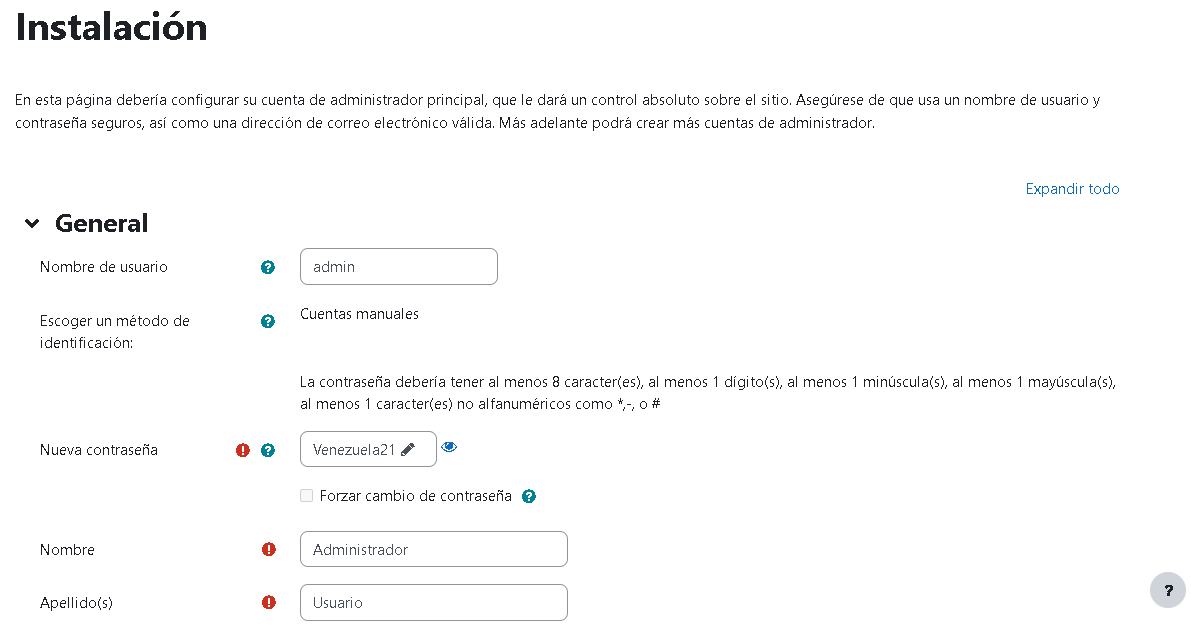 Instalación
En esta página debería configurar su cuenta de administrador principal, que le dará un control absoluto sobre el sitio. Asegúrese de que usa un nombre de usuario y
contraseña seguros, así como una dirección de correo electrónico válida. Más adelante podrá crear más cuentas de administrador.
Expandir todo
General
Nombre de usuario ? admin
Escoger un método de ? Cuentas manuales
identificación:
La contraseña debería tener al menos 8 caracter(es), al menos 1 dígito(s), al menos 1 minúscula(s), al menos 1 mayúscula(s),
al menos 1 caracter(es) no alfanuméricos como *,-, o #
Nueva contraseña ! ? Venezuela21
Forzar cambio de contraseña ?
Nombre ! Administrador
Apellido(s) ! Usuario
?